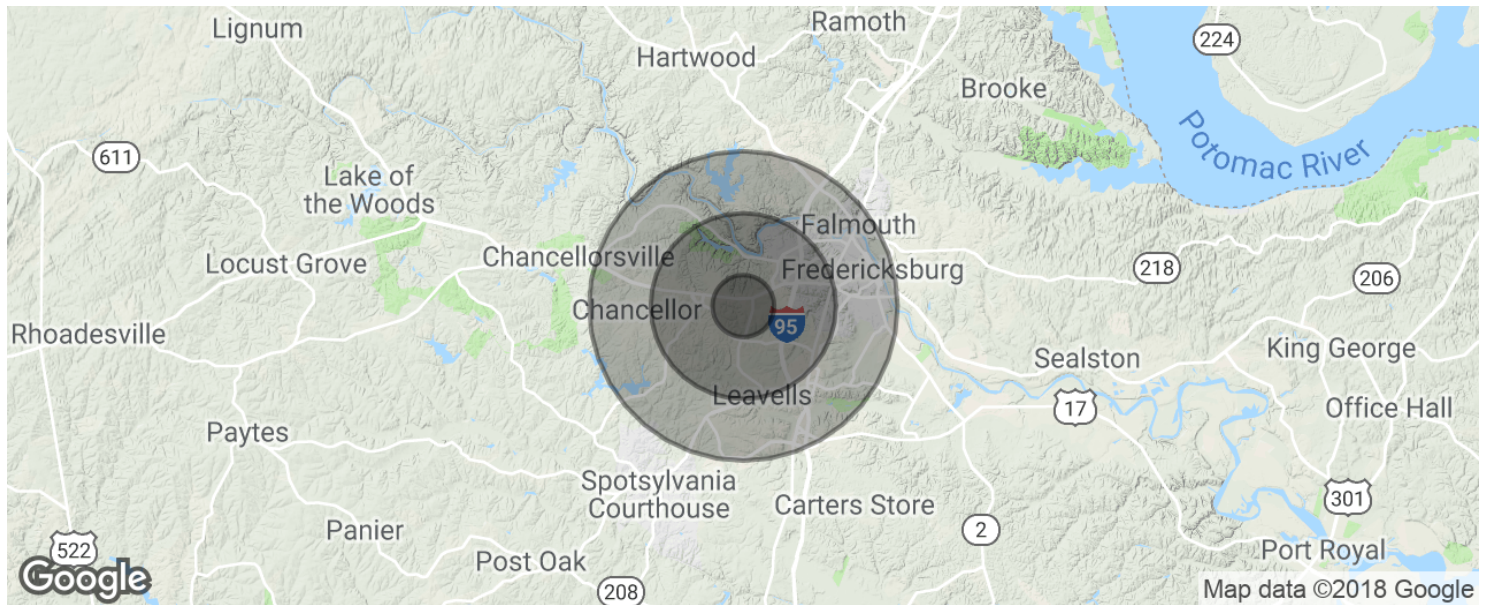 Lignum
Ramoth
224
Hartwood
Brooke
Potomac River
611
Lake of
the Woods
Falmouth
Chancellorsville
Locust Grove
Fredericksburg
218
206
Chancellor
95
Rhoadesville
King George
Sealston
Leavells
17
Office Hall
Paytes
Spotsylvania
Courthouse
Carters Store
301
Panier
2
522
Post Oak
Port Royal
Google
208
Map data ©2018 Google